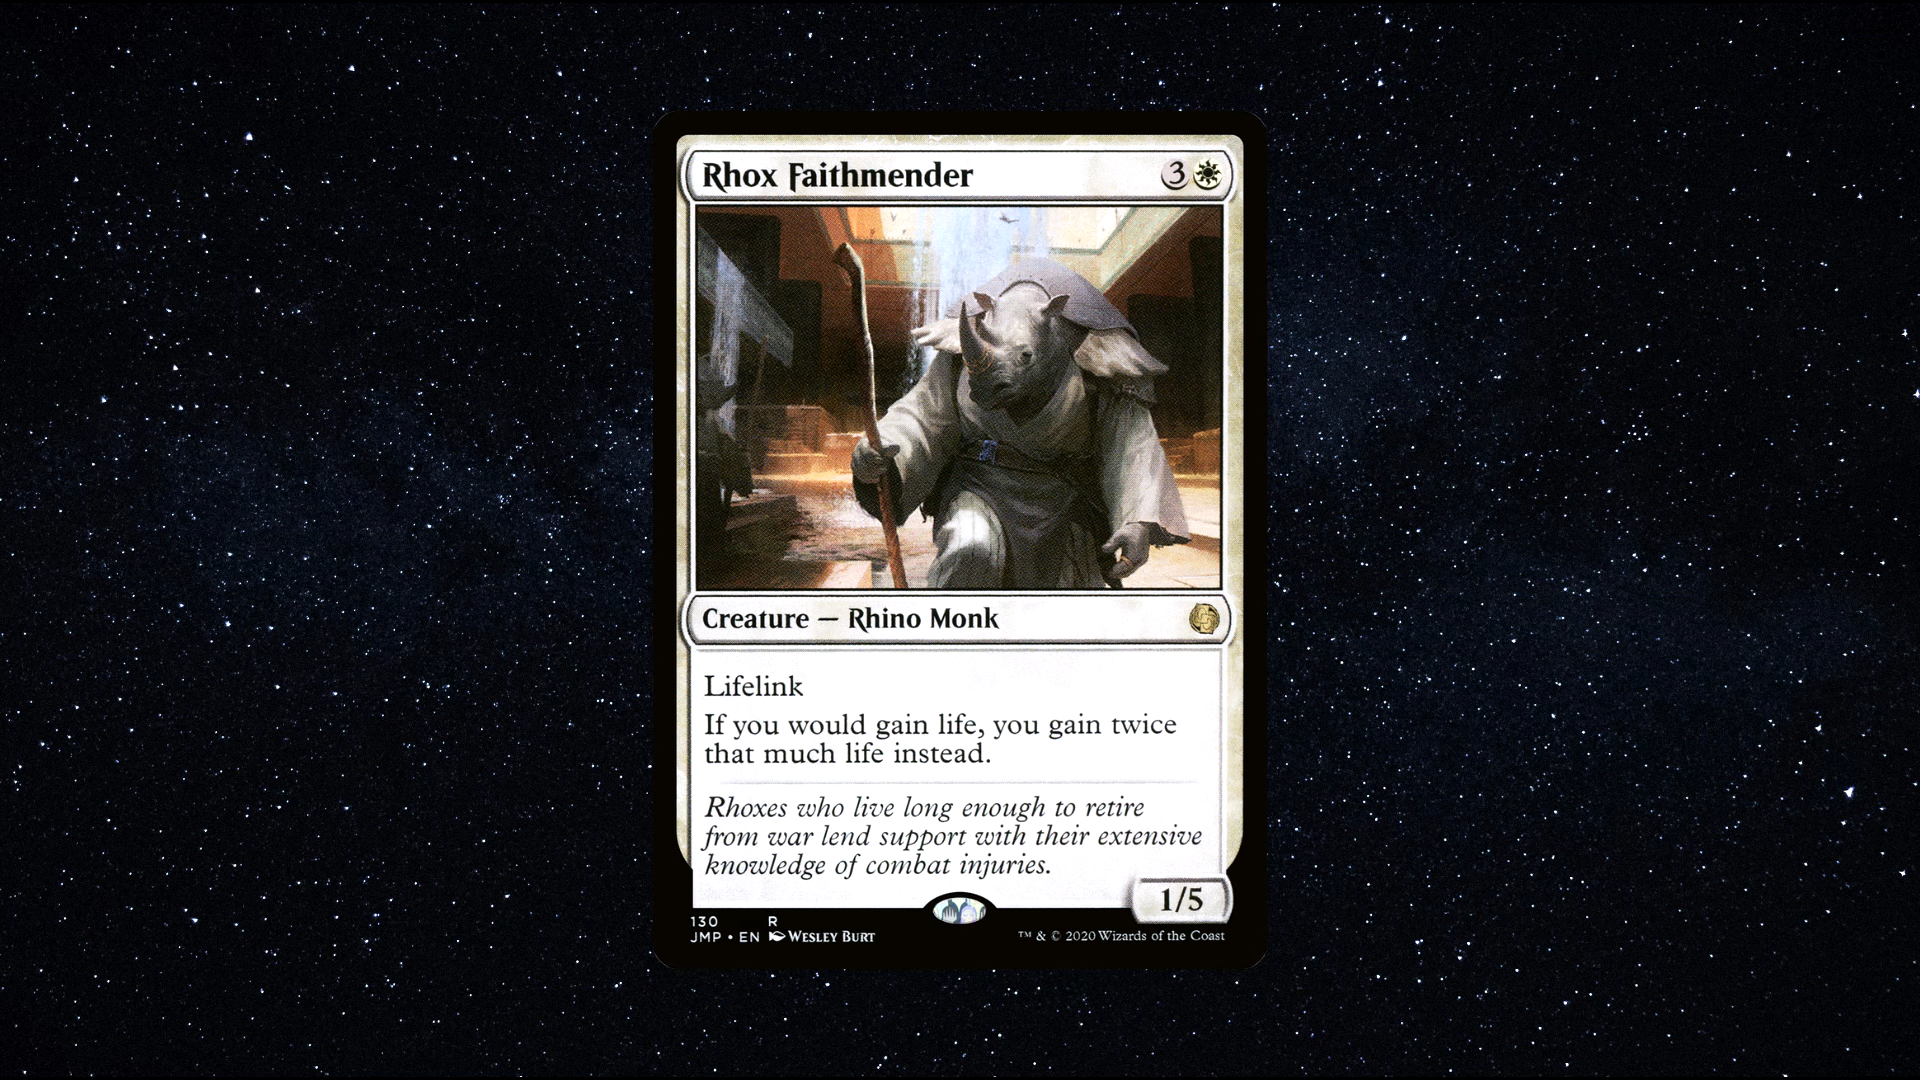 Rhox Faithmender
3
Creature — Rhino Monk
Lifelink
If you would gain life, you gain twice
that much life instead.
Rhoxes who live long enough to retire
from war lend support with their extensive
knowledge of combat injuries.
1/5
130 R
JMP • EN Wesley Burt
™ & © 2020 Wizards of the Coast